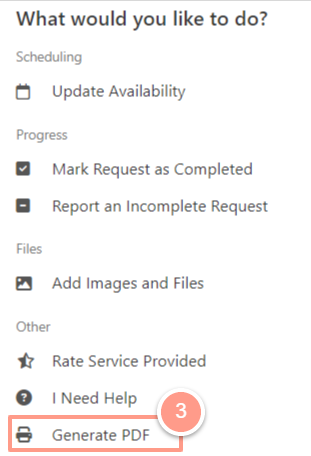 What would you like to do?
Scheduling
Update Availability
Progress
Mark Request as Completed
Report an Incomplete Request
Files
Add Images and Files
Other
Rate Service Provided
I Need Help
3
Generate PDF